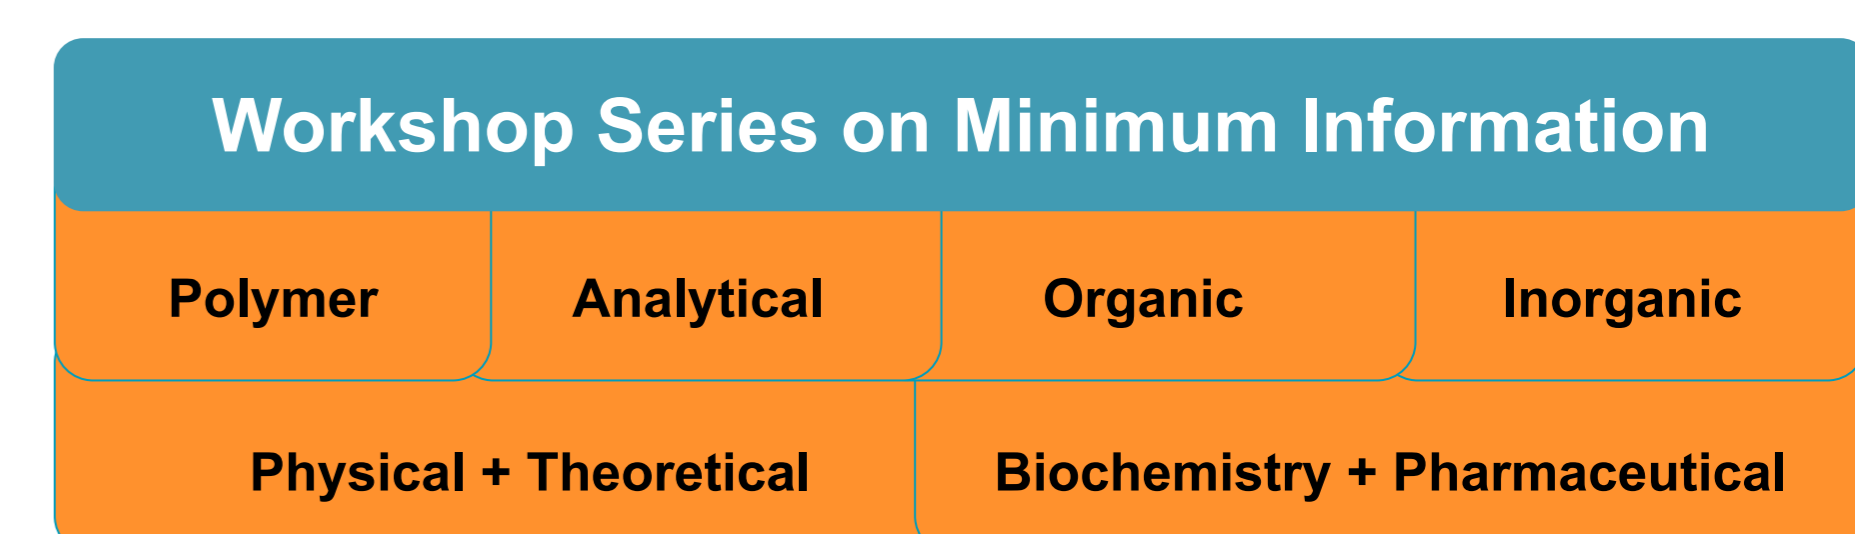 Workshop Series on Minimum Information
Polymer Analytical Organic Inorganic
Physical + Theoretical Biochemistry + Pharmaceutical